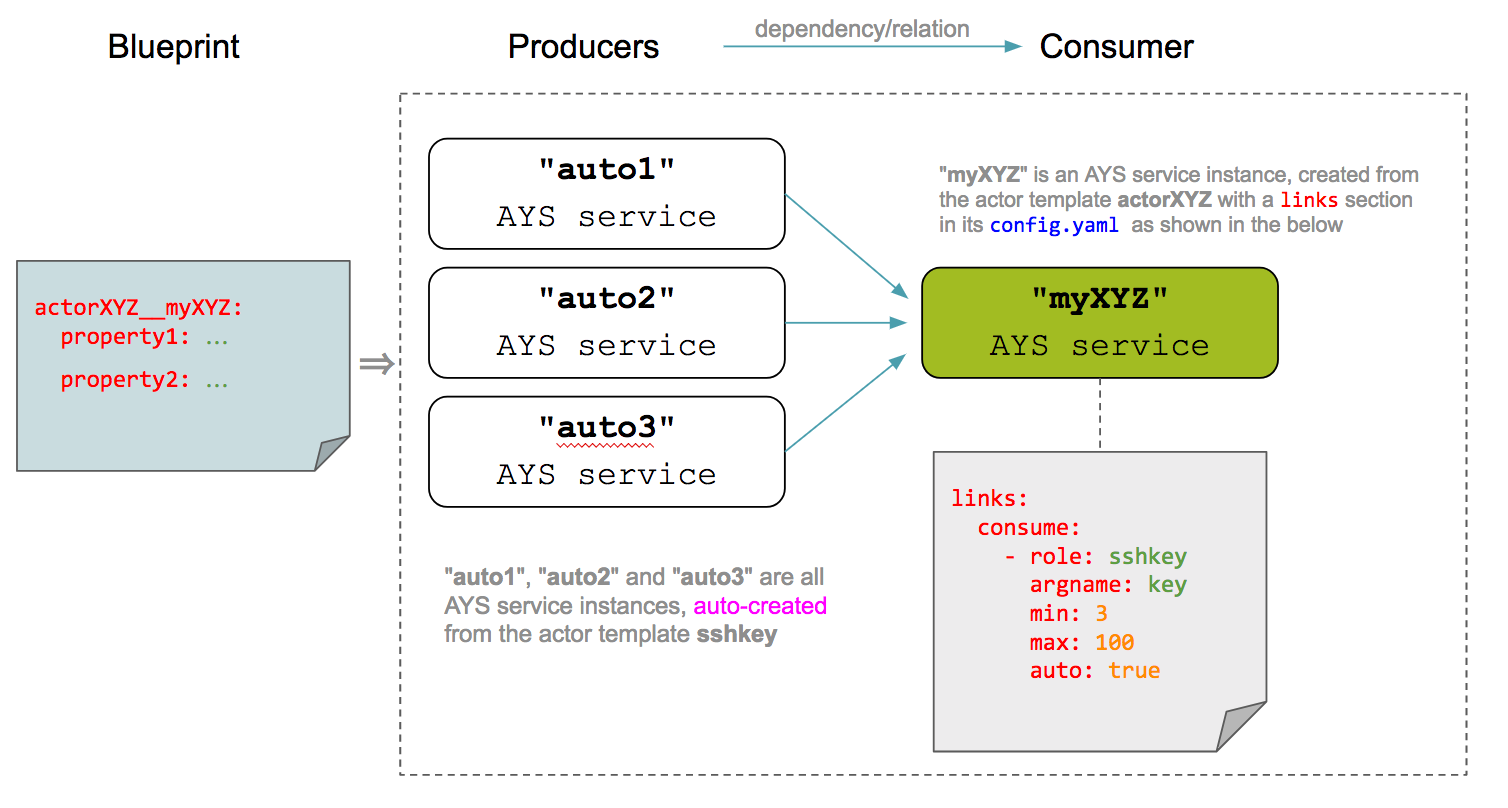 Blueprint
Producers
dependency/relation
Consumer
"auto1"
AYS service
"auto2"
AYS service
"auto3"
AYS service
"myXYZ" is an AYS service instance, created from
the actor template actorXYZ with a links section
in its config.yaml as shown in the below
"myXYZ"
AYS service
actorXYZ__myXYZ:
property1: ...
property2: ...
⇒
"auto1", "auto2" and "auto3" are all
AYS service instances, auto-created
from the actor template sshkey
links:
consume:
- role: sshkey
argname: key
min: 3
max: 100
auto: true